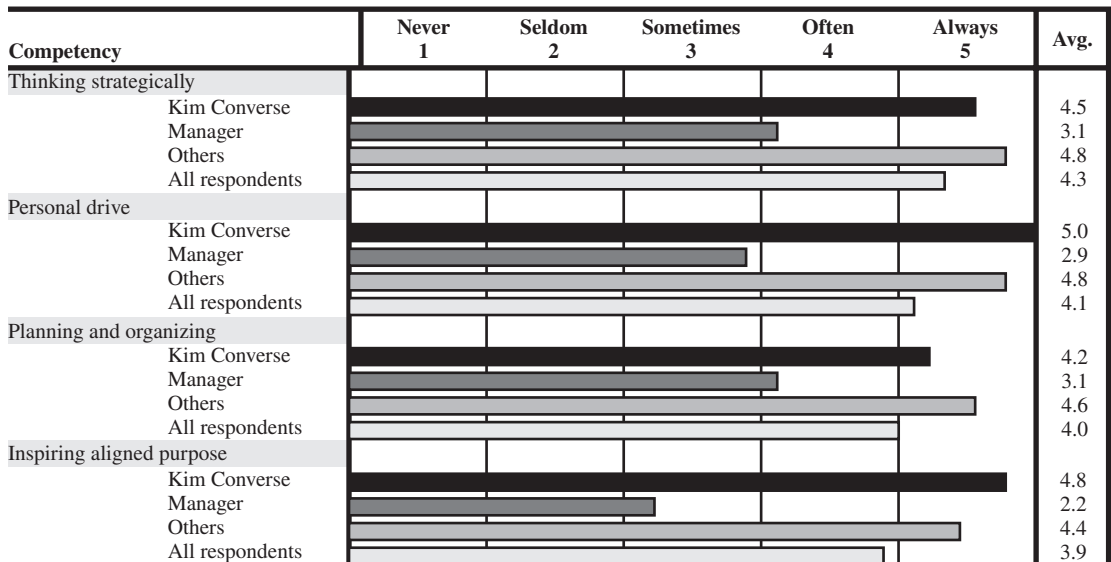 Never Seldom Sometimes Often Always Avg.
Competency 1 2 3 4 5
Thinking strategically
Kim Converse 4.5
Manager 3.1
Others 4.8
All respondents 4.3
Personal drive
Kim Converse 5.0
Manager 2.9
Others 4.8
All respondents 4.1
Planning and organizing
Kim Converse 4.2
Manager 3.1
Others 4.6
All respondents 4.0
Inspiring aligned purpose
Kim Converse 4.8
Manager 2.2
Others 4.4
All respondents 3.9